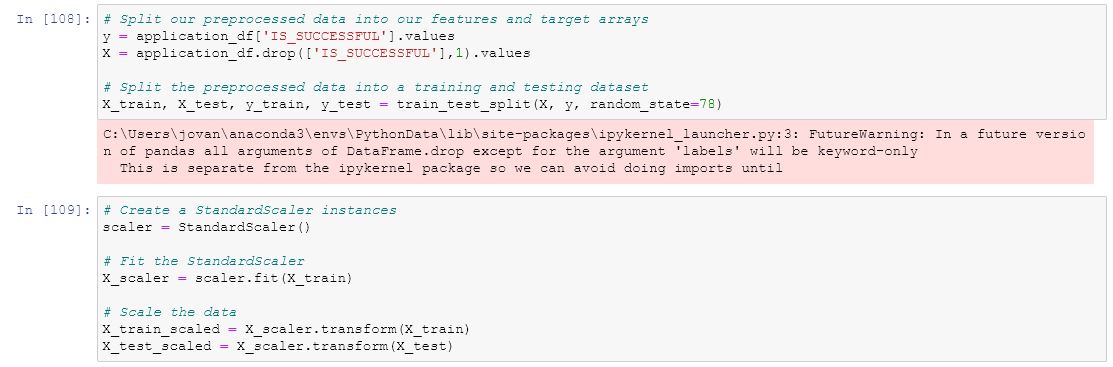 In [108]: # Split our preprocessed data into our features and target arrays
y = application_df['IS_SUCCESSFUL'].values
X = application_df.drop(['IS_SUCCESSFUL'],1).values
# Split the preprocessed data into a training and testing dataset
X_train, X_test, y_train, y_test = train_test_split(X, y, random_state=78)
C:\Users\jovan\anaconda3\envs\PythonData\lib\site-packages\ipykernel_launcher.py:3: FutureWarning: In a future versio
n of pandas all arguments of DataFrame.drop except for the argument 'labels' will be keyword-only
This is separate from the ipykernel package so we can avoid doing imports until
In [109]: # Create a StandardScaler instances
scaler = StandardScaler()
# Fit the StandardScaler
X_scaler = scaler.fit(X_train)
# Scale the data
X_train_scaled = X_scaler.transform(X_train)
X_test_scaled = X_scaler.transform(X_test)